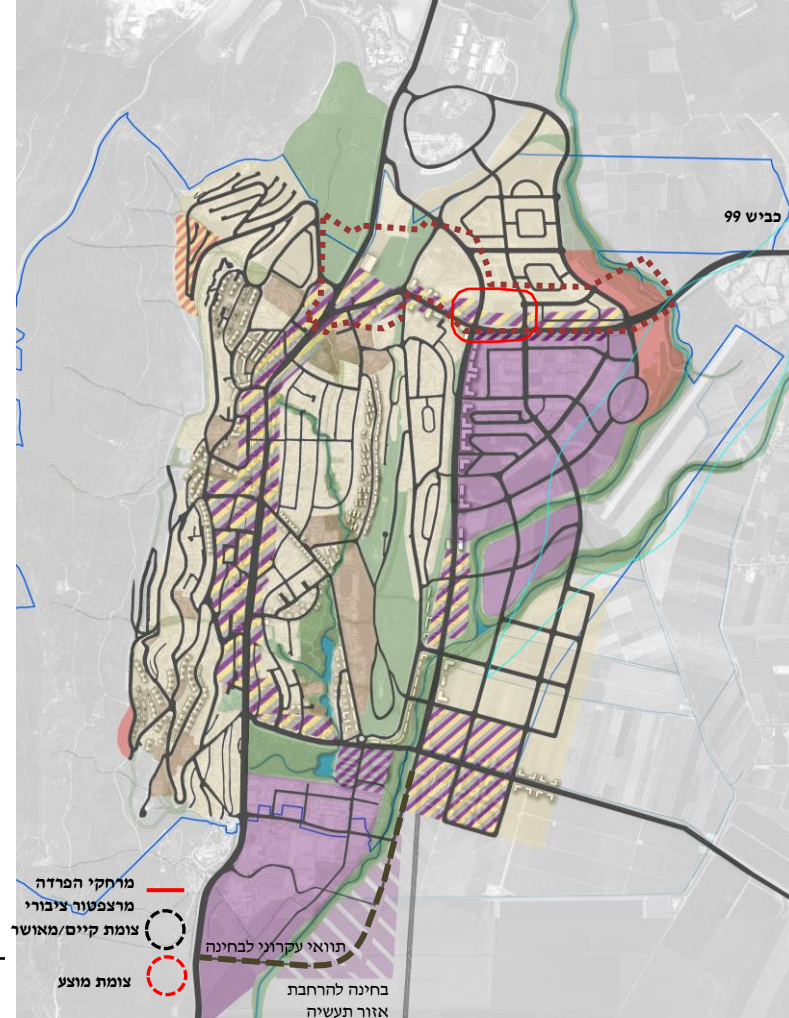 כביש 99
מרחקי הפרדה
מרצפטור ציבורי
צומת קיים/מאושר
צומת מוצע
תוואי עקרוני לבחינה
בחינה להרחבת
אזור תעשיה